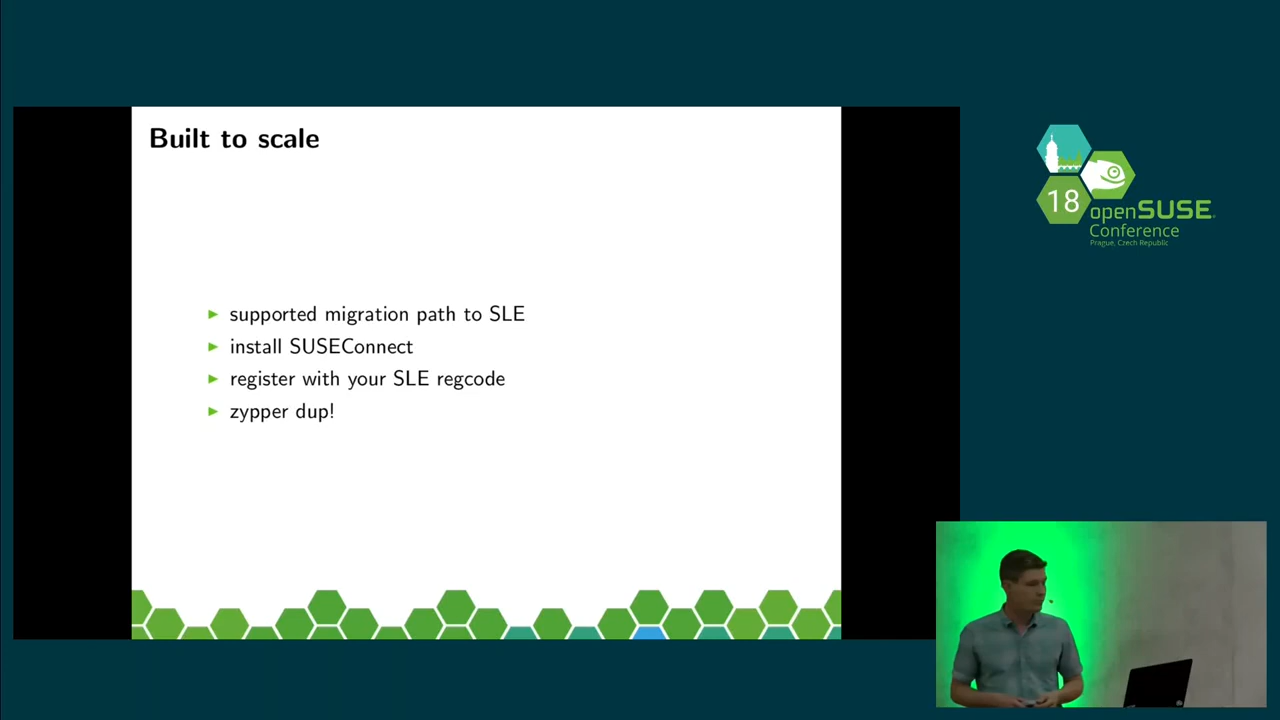 Built to scale
supported migration path to SLE
install SUSEConnect
register with your SLE regcode
zypper dup!
18
openSUSE
Conference
Prague, Czech Republic